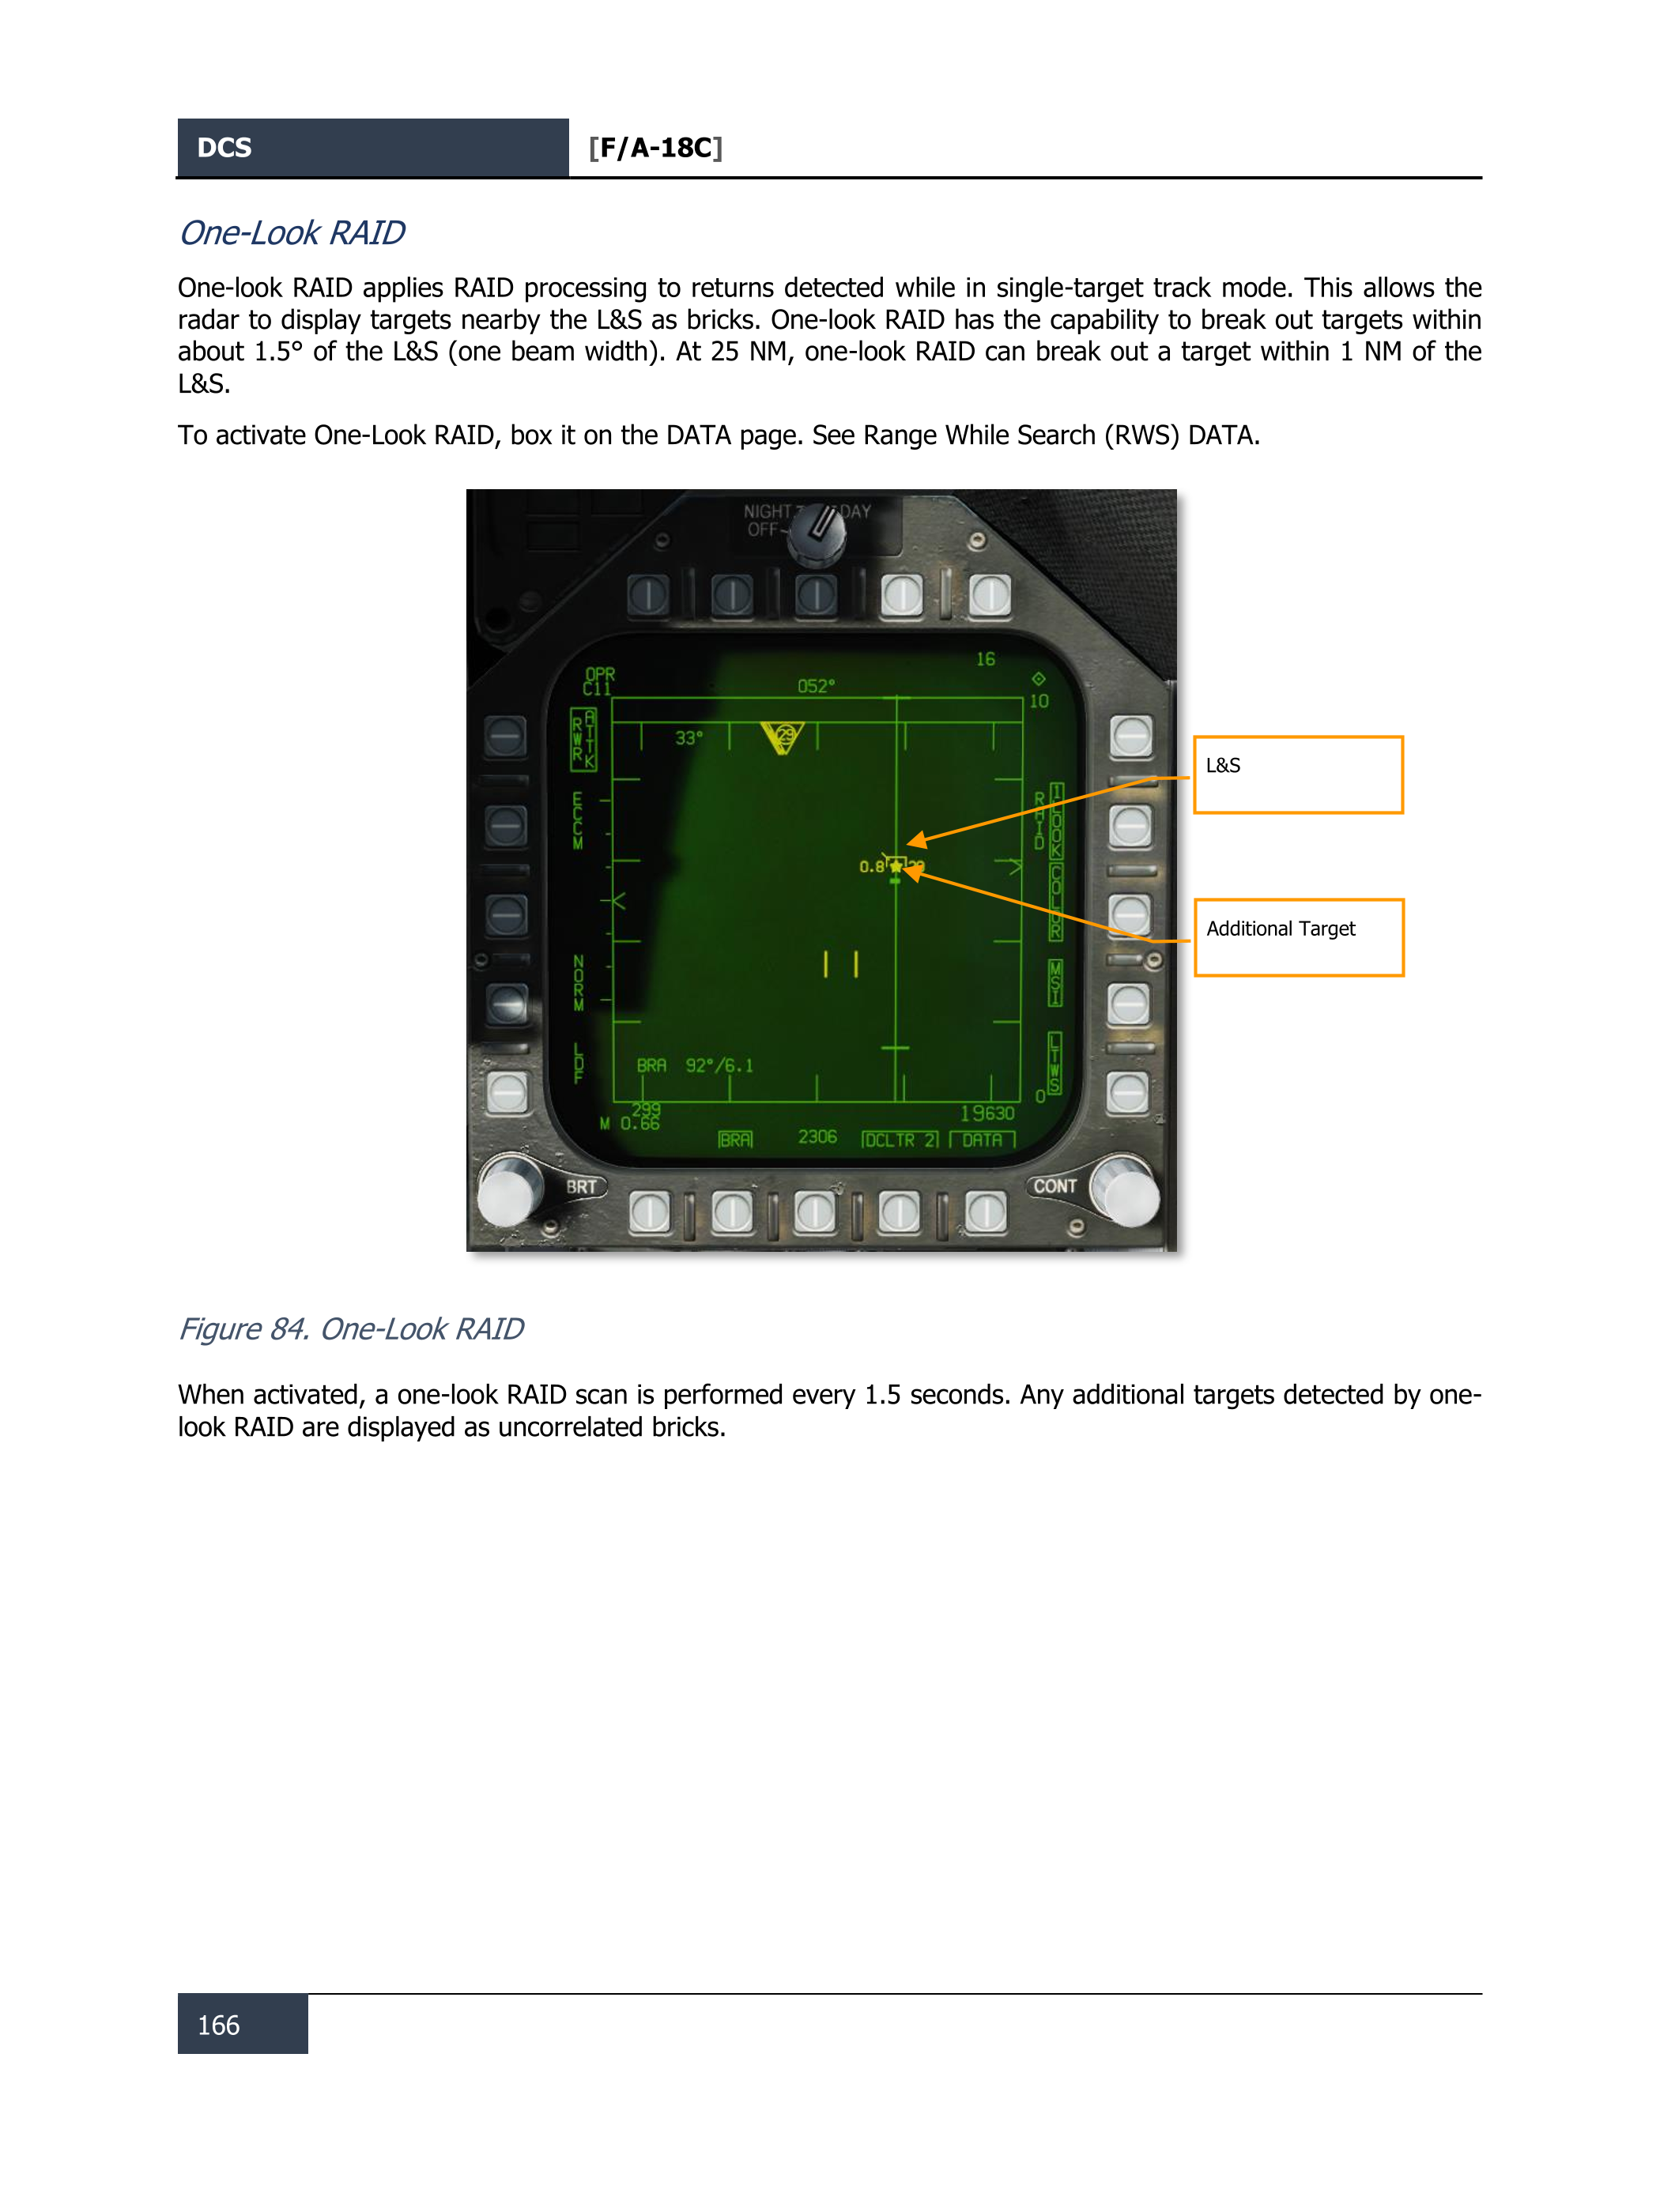 DCS
[F/A-18C]
One-Look RAID
One-look RAID applies RAID processing to returns detected while in single-target track mode. This allows the
radar to display targets nearby the L&S as bricks. One-look RAID has the capability to break out targets within
about 1.5° of the L&S (one beam width). At 25 NM, one-look RAID can break out a target within 1 NM of the
L&S.
To activate One-Look RAID, box it on the DATA page. See Range While Search (RWS) DATA.
NIGHT DAY
OFF
16
OPR
C11
052°
10
RWR
ATTK
33°
29
ECCM
RAID
1LOOK
COLOR
0.8
NORM
MSI
LTWS
BRA 92°/6.1
0
299
M 0.66
19630
BRA
2306
DCLTR 2
DATA
BRT
CONT
L&S
Additional Target
Figure 84. One-Look RAID
When activated, a one-look RAID scan is performed every 1.5 seconds. Any additional targets detected by one-
look RAID are displayed as uncorrelated bricks.
166